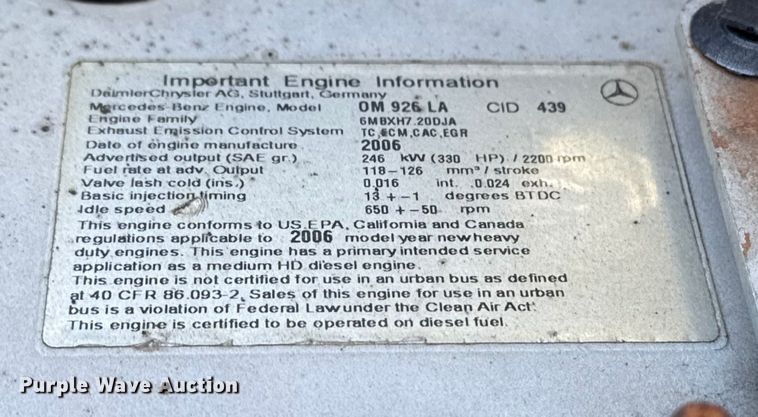 Important Engine Information
DaimlerChrysler AG, Stuttgart, Germany
Mercedes-Benz Engine, Model OM 926 LA CID 439
Engine Family 6MBXH7.20DJA
Exhaust Emission Control System TC,ECM,CAC,EGR
Date of engine manufacture 2006
Advertised output (SAE gr.) 246 kW (330 HP) / 2200 rpm
Fuel rate at adv. Output 118-126 mm³ / stroke
Valve lash cold (ins.) 0.016 int. 0.024 exh.
Basic injection timing 13 +-1 degrees BTDC
Idle speed 650 +-50 rpm
This engine conforms to US EPA, California and Canada
regulations applicable to 2006 model year new heavy
duty engines. This engine has a primary intended service
application as a medium HD diesel engine.
This engine is not certified for use in an urban bus as defined
at 40 CFR 86.093-2. Sales of this engine for use in an urban
bus is a violation of Federal Law under the Clean Air Act.
This engine is certified to be operated on diesel fuel.
Purple Wave Auction